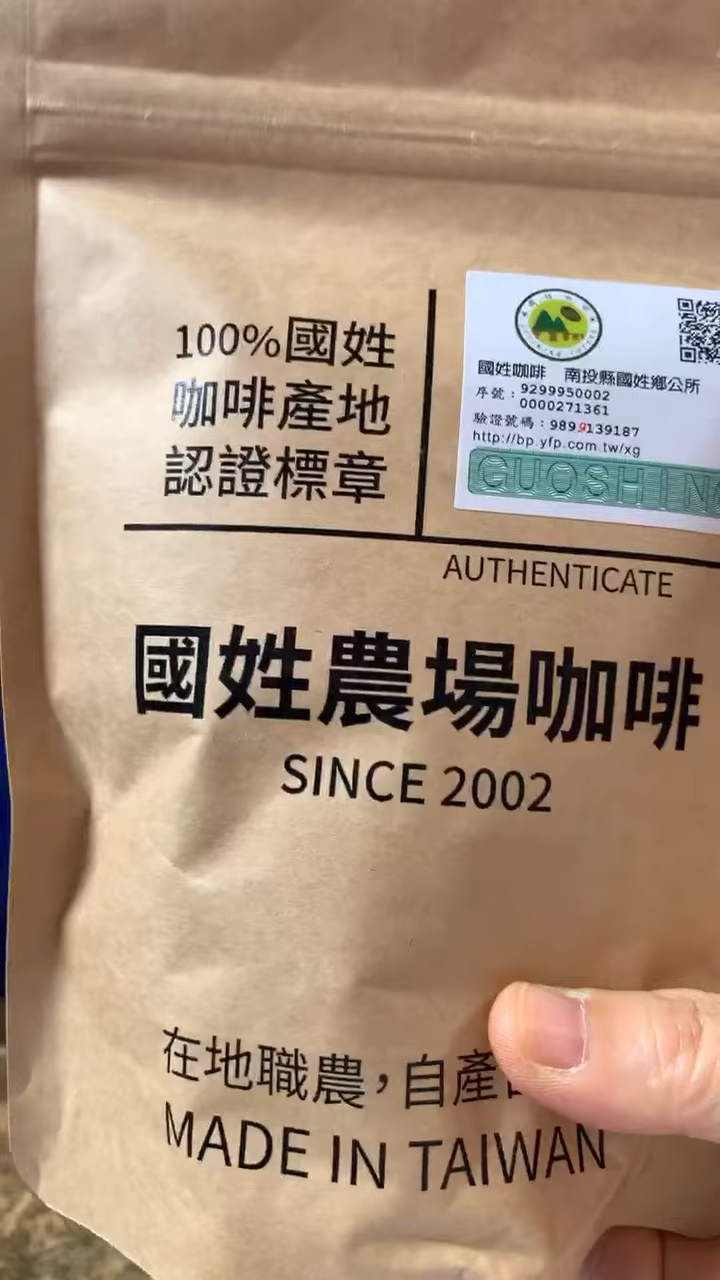 100%國姓
咖啡產地
認證標章
國姓咖啡 南投縣國姓鄉公所
序號：9299950002
0000271361
驗證號碼：9899139187
http://bp.yfp.com.tw/xg
GUOSHIN
AUTHENTICATE
國姓農場咖啡
SINCE 2002
在地職農，自產
MADE IN TAIWAN